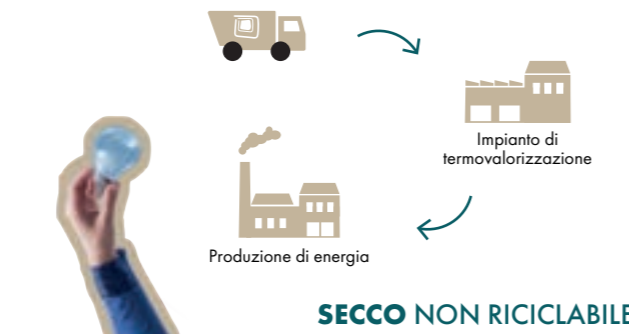 Impianto di
termovalorizzazione
Produzione di energia
SECCO NON RICICLABILE